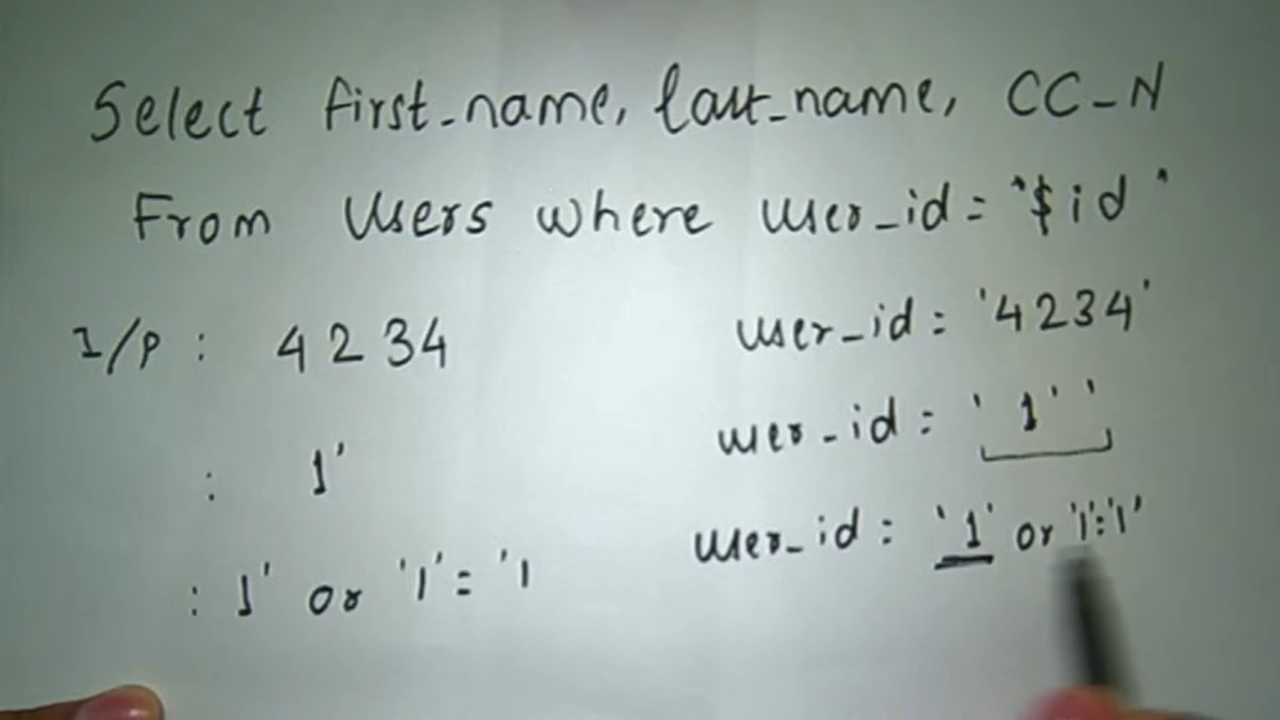 Select first_name, last_name, CC_N
From Users where user_id = '$id'
I/P : 4234 user_id = '4234'
: 1' user_id = '1''
: 1' or '1' = '1 user_id = '1' or '1'='1'